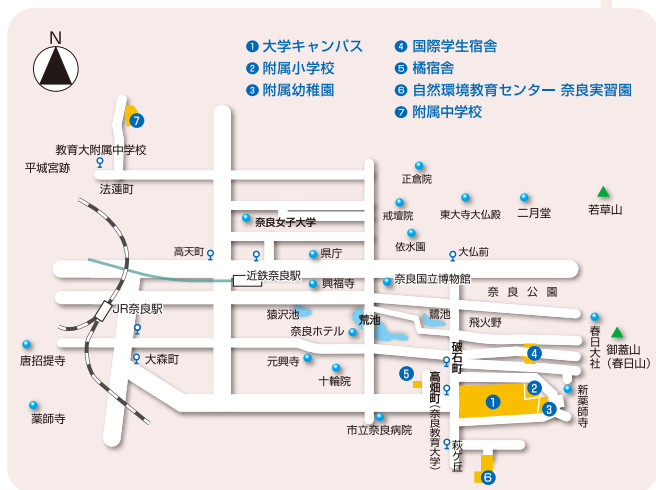 N
❶ 大学キャンパス
❷ 附属小学校
❸ 附属幼稚園
❹ 国際学生宿舎
❺ 橘宿舎
❻ 自然環境教育センター 奈良実習園
❼ 附属中学校
❼
教育大附属中学校
平城宮跡
法蓮町
正倉院
戒壇院
東大寺大仏殿
二月堂
若草山
奈良女子大学
依水園
高天町
県庁
大仏前
近鉄奈良駅
興福寺
奈良国立博物館
奈良公園
JR奈良駅
猿沢池
荒池
鷺池
飛火野
奈良ホテル
春日大社
御蓋山
(春日山)
破石町
❹
唐招提寺
大森町
元興寺
十輪院
❺
高畑町(奈良教育大学)
❶
❷
❸
新薬師寺
薬師寺
市立奈良病院
萩ケ丘
❻